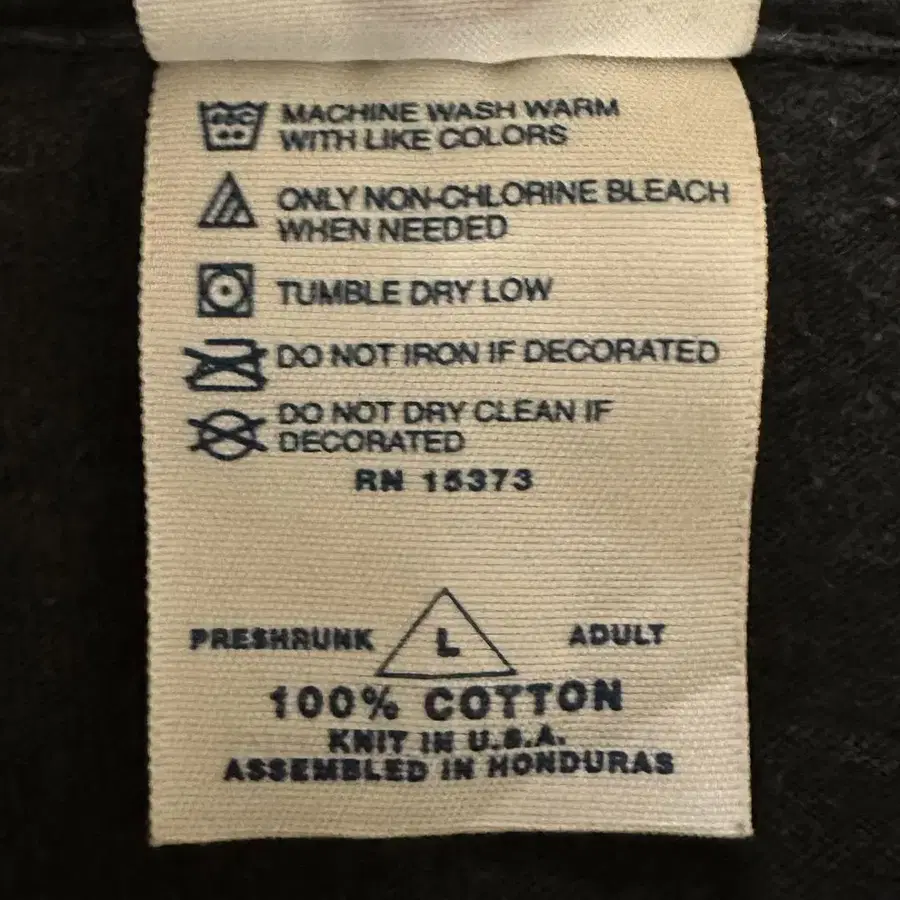 MACHINE WASH WARM
WITH LIKE COLORS
ONLY NON-CHLORINE BLEACH
WHEN NEEDED
TUMBLE DRY LOW
DO NOT IRON IF DECORATED
DO NOT DRY CLEAN IF
DECORATED
RN 15373
PRESHRUNK L ADULT
100% COTTON
KNIT IN U.S.A.
ASSEMBLED IN HONDURAS